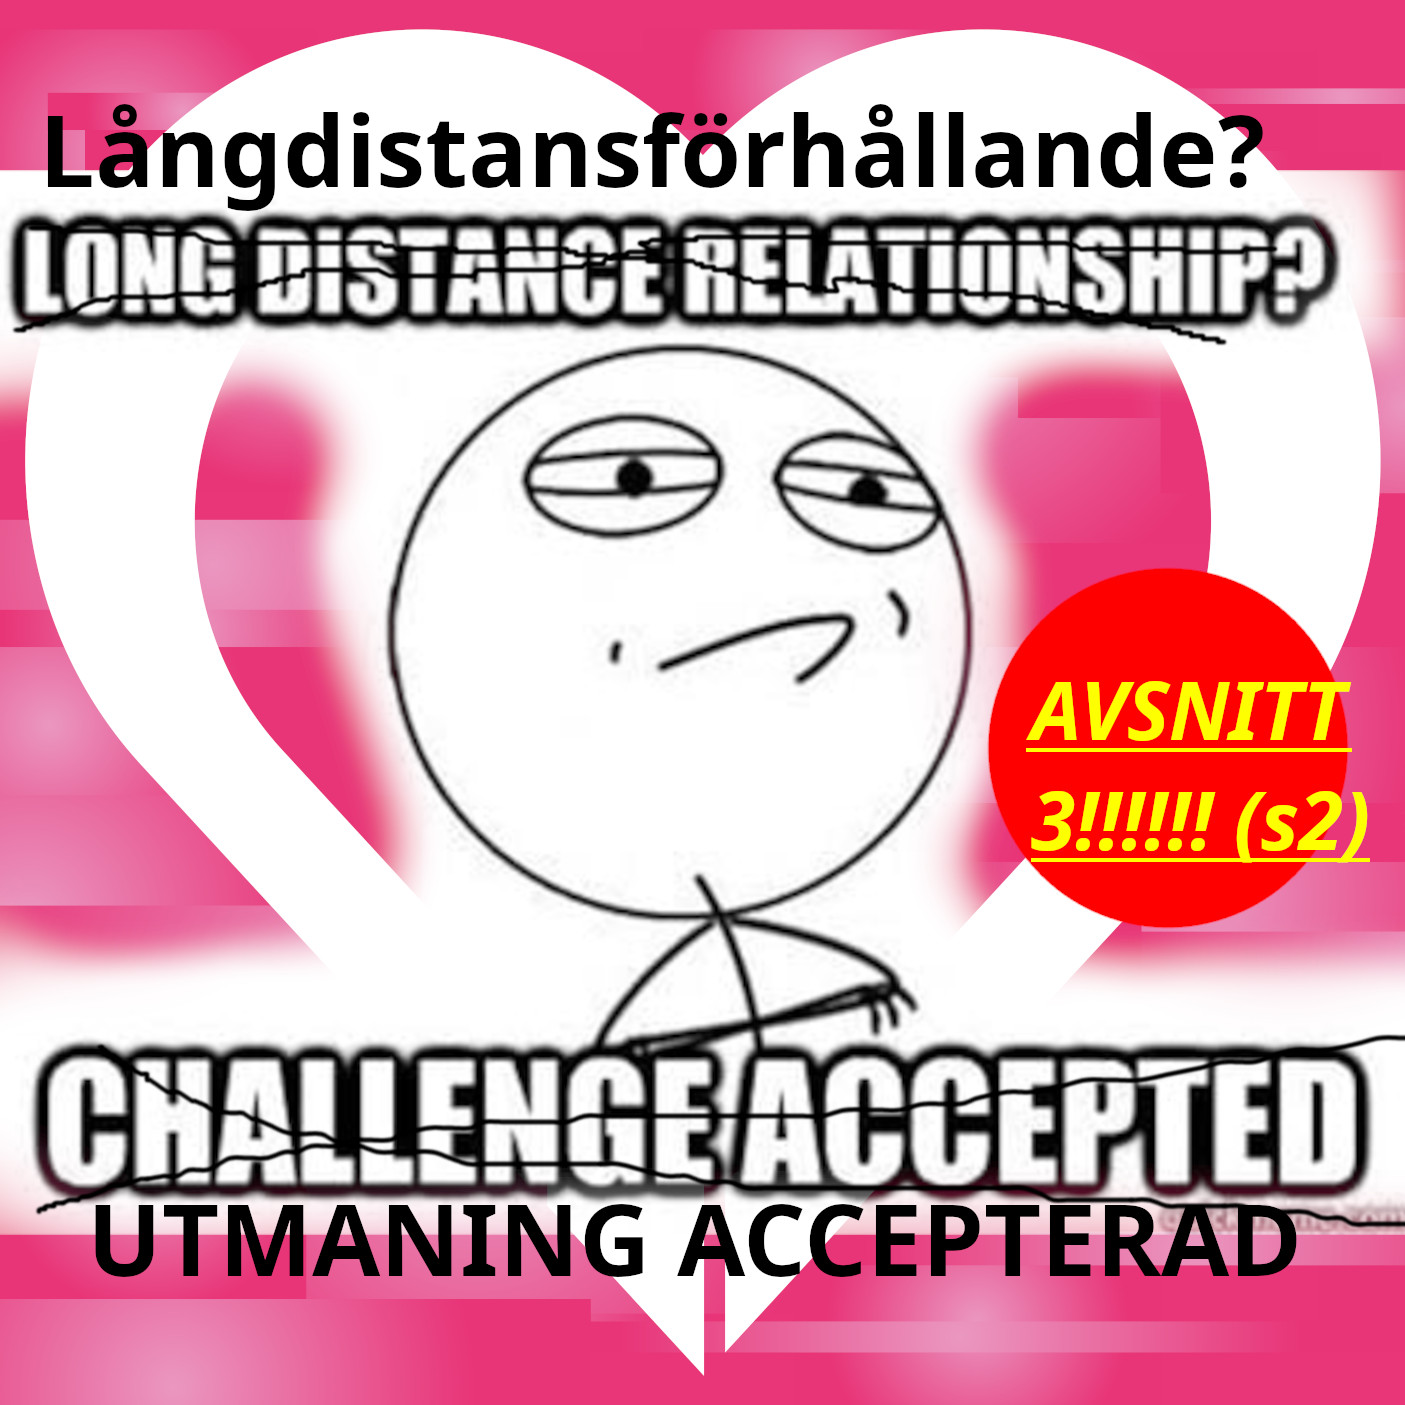 Långdistansförhållande?
LONG DISTANCE RELATIONSHIP?
AVSNITT
3!!!!!! (s2)
CHALLENGE ACCEPTED
UTMANING ACCEPTERAD